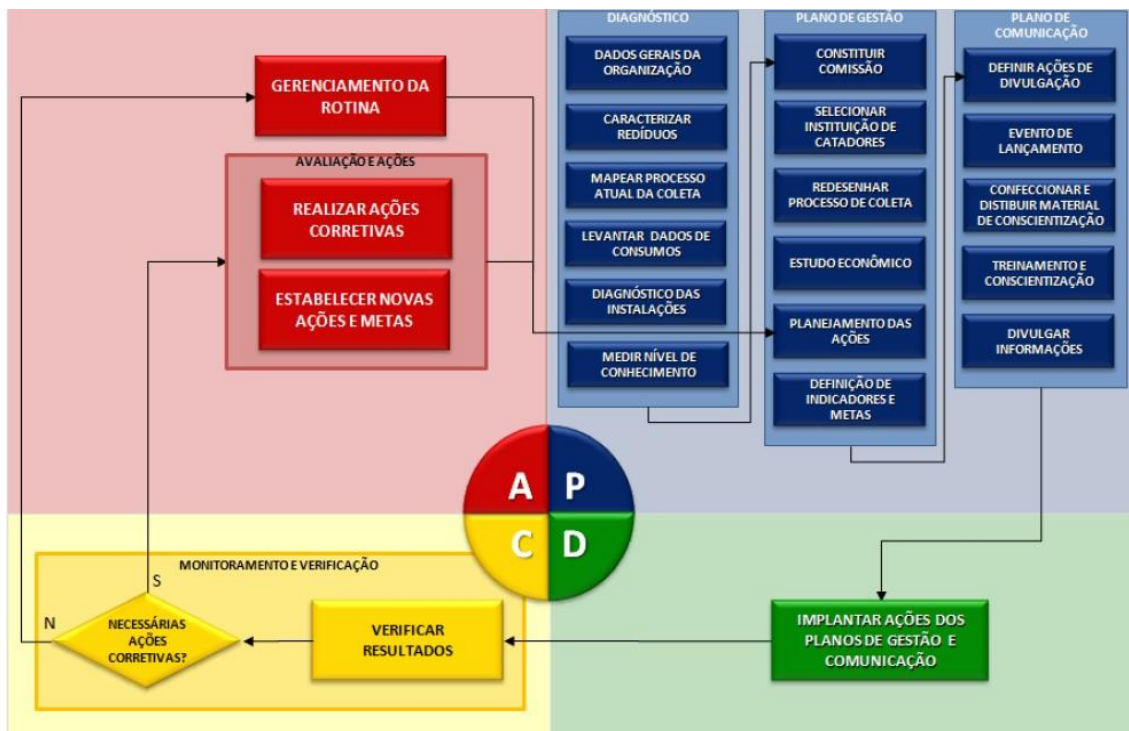 DIAGNÓSTICO
DADOS GERAIS DA
ORGANIZAÇÃO
CARACTERIZAR
REDÍDUOS
MAPEAR PROCESSO
ATUAL DA COLETA
LEVANTAR DADOS DE
CONSUMOS
DIAGNÓSTICO DAS
INSTALAÇÕES
MEDIR NÍVEL DE
CONHECIMENTO
PLANO DE GESTÃO
CONSTITUIR
COMISSÃO
SELECIONAR
INSTITUIÇÃO DE
CATADORES
REDESENHAR
PROCESSO DE COLETA
ESTUDO ECONÔMICO
PLANEJAMENTO DAS
AÇÕES
DEFINIÇÃO DE
INDICADORES E
METAS
PLANO DE
COMUNICAÇÃO
DEFINIR AÇÕES DE
DIVULGAÇÃO
EVENTO DE
LANÇAMENTO
CONFECCIONAR E
DISTIBUIR MATERIAL
DE CONSCIENTIZAÇÃO
TREINAMENTO E
CONSCIENTIZAÇÃO
DIVULGAR
INFORMAÇÕES
GERENCIAMENTO DA
ROTINA
AVALIAÇÃO E AÇÕES
REALIZAR AÇÕES
CORRETIVAS
ESTABELECER NOVAS
AÇÕES E METAS
A P
C D
MONITORAMENTO E VERIFICAÇÃO
S
N
NECESSÁRIAS
AÇÕES
CORRETIVAS?
VERIFICAR
RESULTADOS
IMPLANTAR AÇÕES DOS
PLANOS DE GESTÃO E
COMUNICAÇÃO